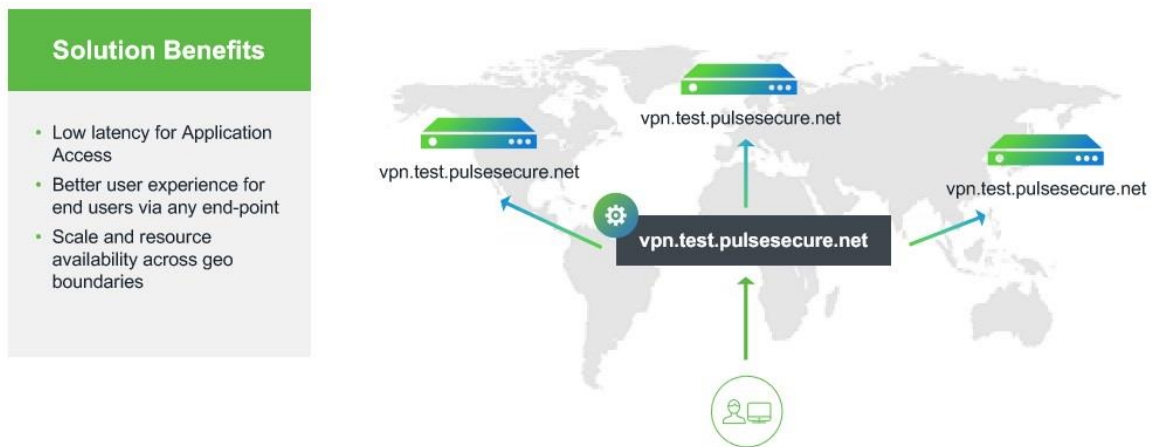 Solution Benefits
• Low latency for Application
Access
• Better user experience for
end users via any end-point
• Scale and resource
availability across geo
boundaries
vpn.test.pulsesecure.net
vpn.test.pulsesecure.net
vpn.test.pulsesecure.net
vpn.test.pulsesecure.net